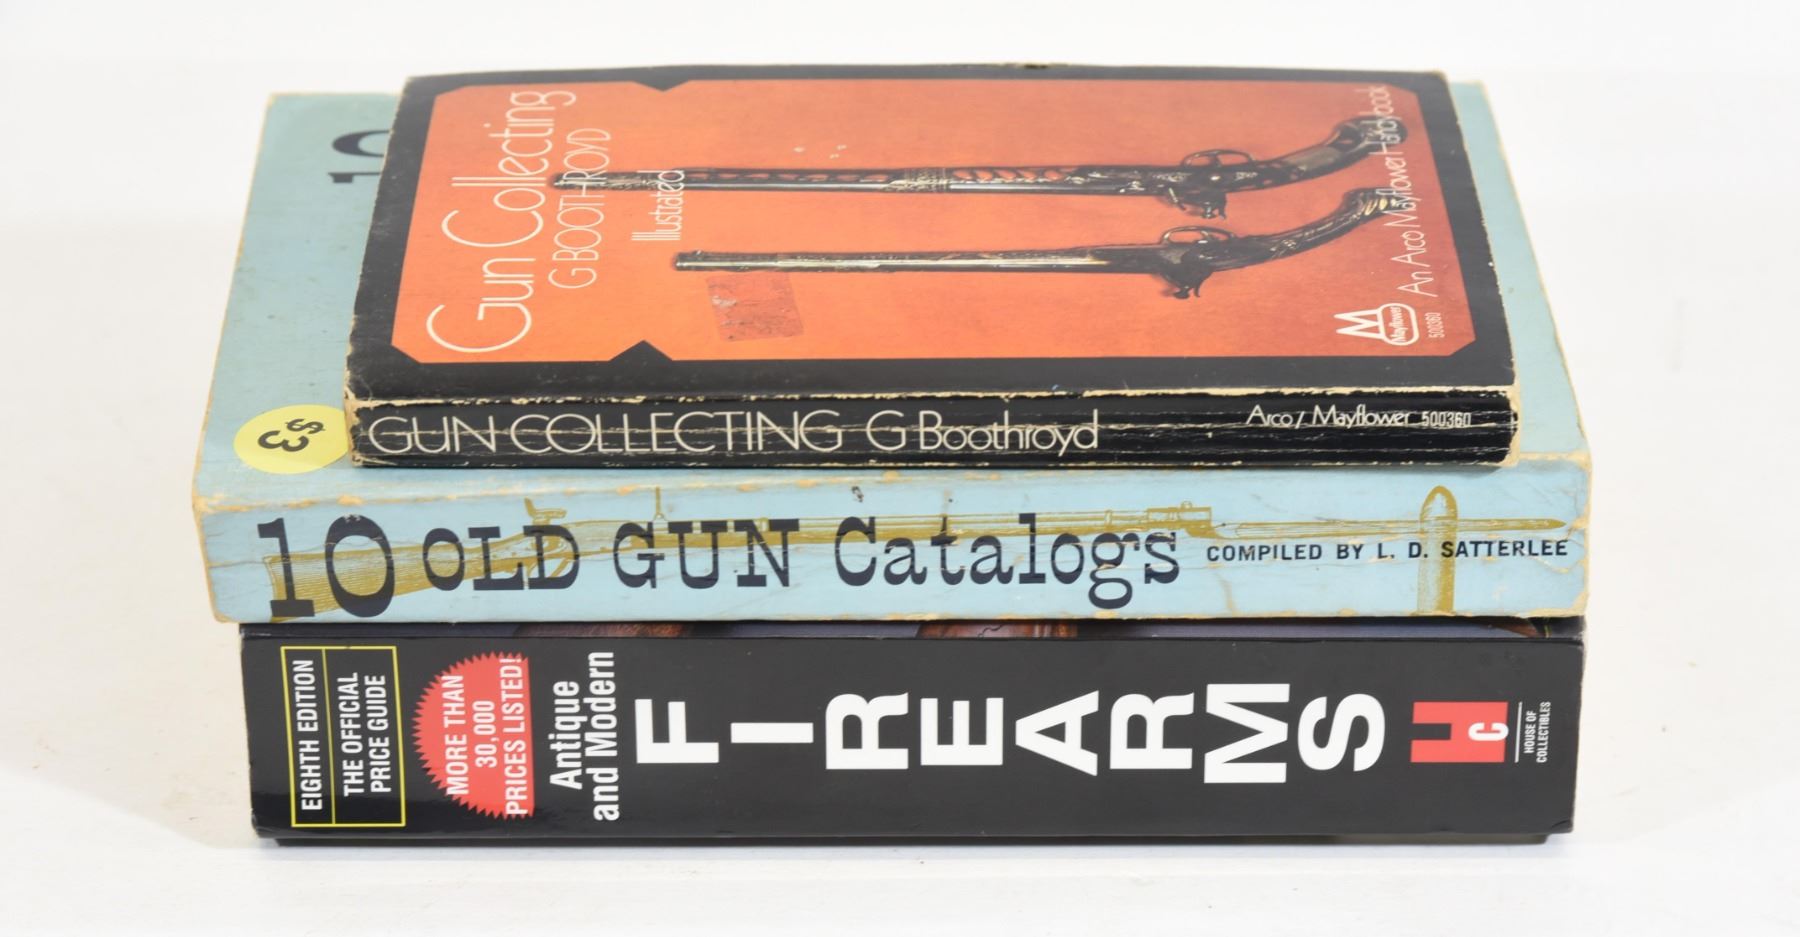 Gun Collecting
G BOOTHROYD
Illustrated
An Arco Mayflower Handybook
Mayflower
500360
GUN COLLECTING G Boothroyd
Arco/Mayflower 500360
10
$3
10 OLD GUN Catalogs
COMPILED BY L. D. SATTERLEE
EIGHTH EDITION
THE OFFICIAL
PRICE GUIDE
MORE THAN
30,000
PRICES LISTED!
Antique
and Modern
FIREARMS
HC
HOUSE OF
COLLECTIBLES